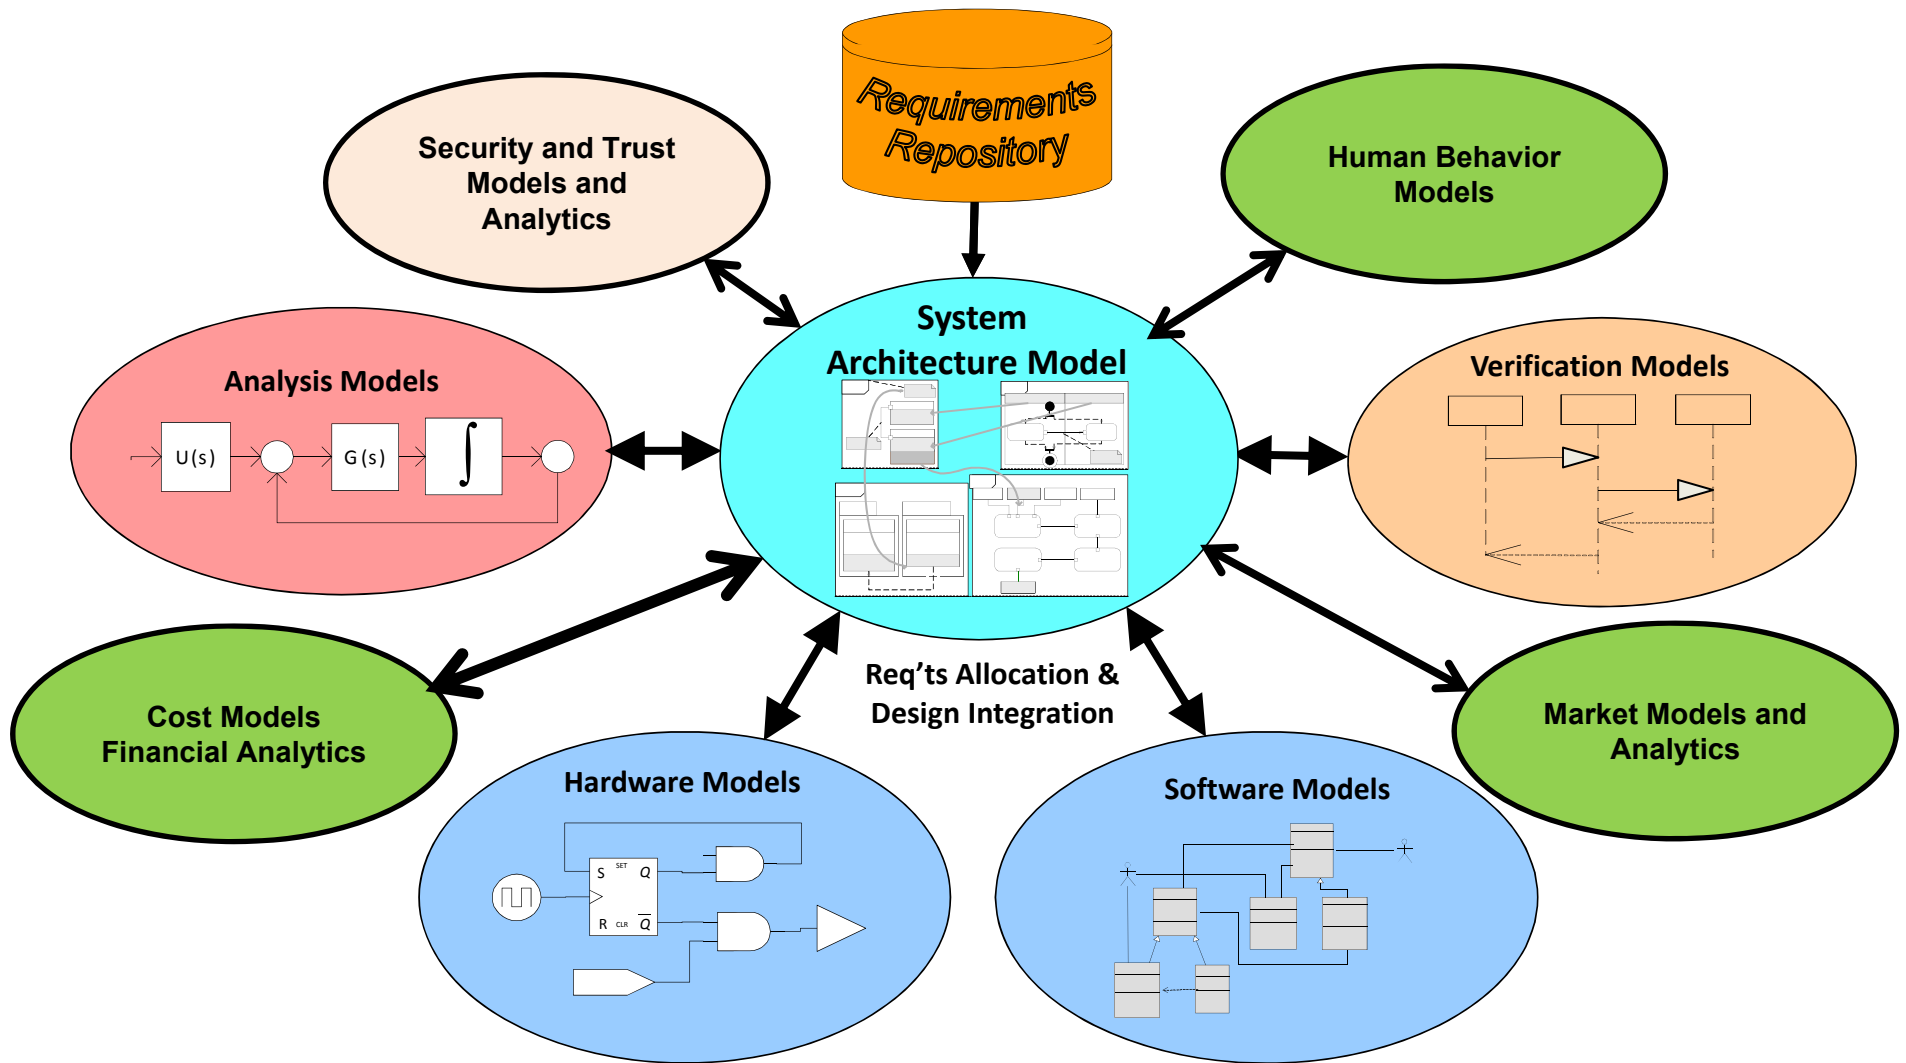 Requirements
Repository
Security and Trust
Models and
Analytics
Human Behavior
Models
System
Architecture Model
Analysis Models
U(s)
G(s)
∫
Verification Models
Req'ts Allocation &
Design Integration
Cost Models
Financial Analytics
Market Models and
Analytics
Hardware Models
S SET Q
R CLR Q̅
Software Models